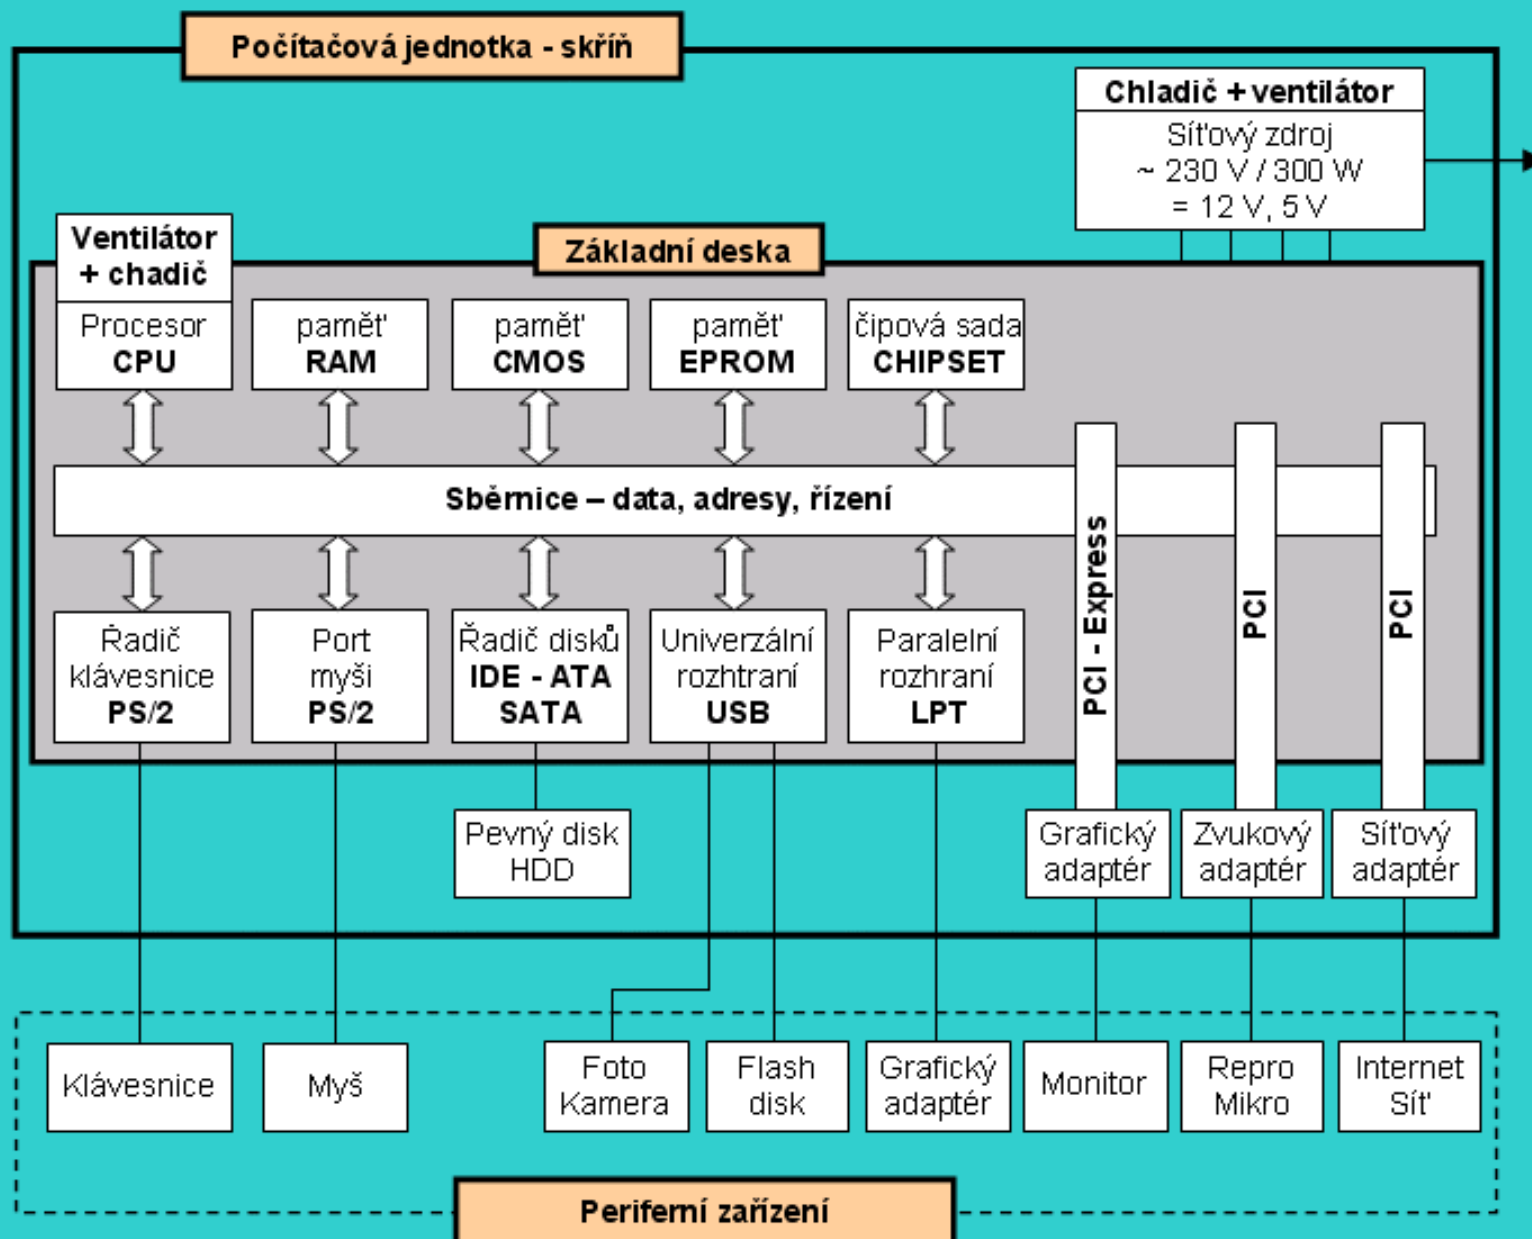 Počítačová jednotka - skříň
Chladič + ventilátor
Síťový zdroj
~ 230 V / 300 W
= 12 V, 5 V
Ventilátor
+ chadič
Základní deska
Procesor
CPU
paměť
RAM
paměť
CMOS
paměť
EPROM
čipová sada
CHIPSET
Sběrnice – data, adresy, řízení
PCI - Express
PCI
PCI
Řadič
klávesnice
PS/2
Port
myši
PS/2
Řadič disků
IDE - ATA
SATA
Univerzální
rozhtraní
USB
Paralelní
rozhraní
LPT
Pevný disk
HDD
Grafický
adaptér
Zvukový
adaptér
Síťový
adaptér
Klávesnice
Myš
Foto
Kamera
Flash
disk
Grafický
adaptér
Monitor
Repro
Mikro
Internet
Síť
Periferní zařízení